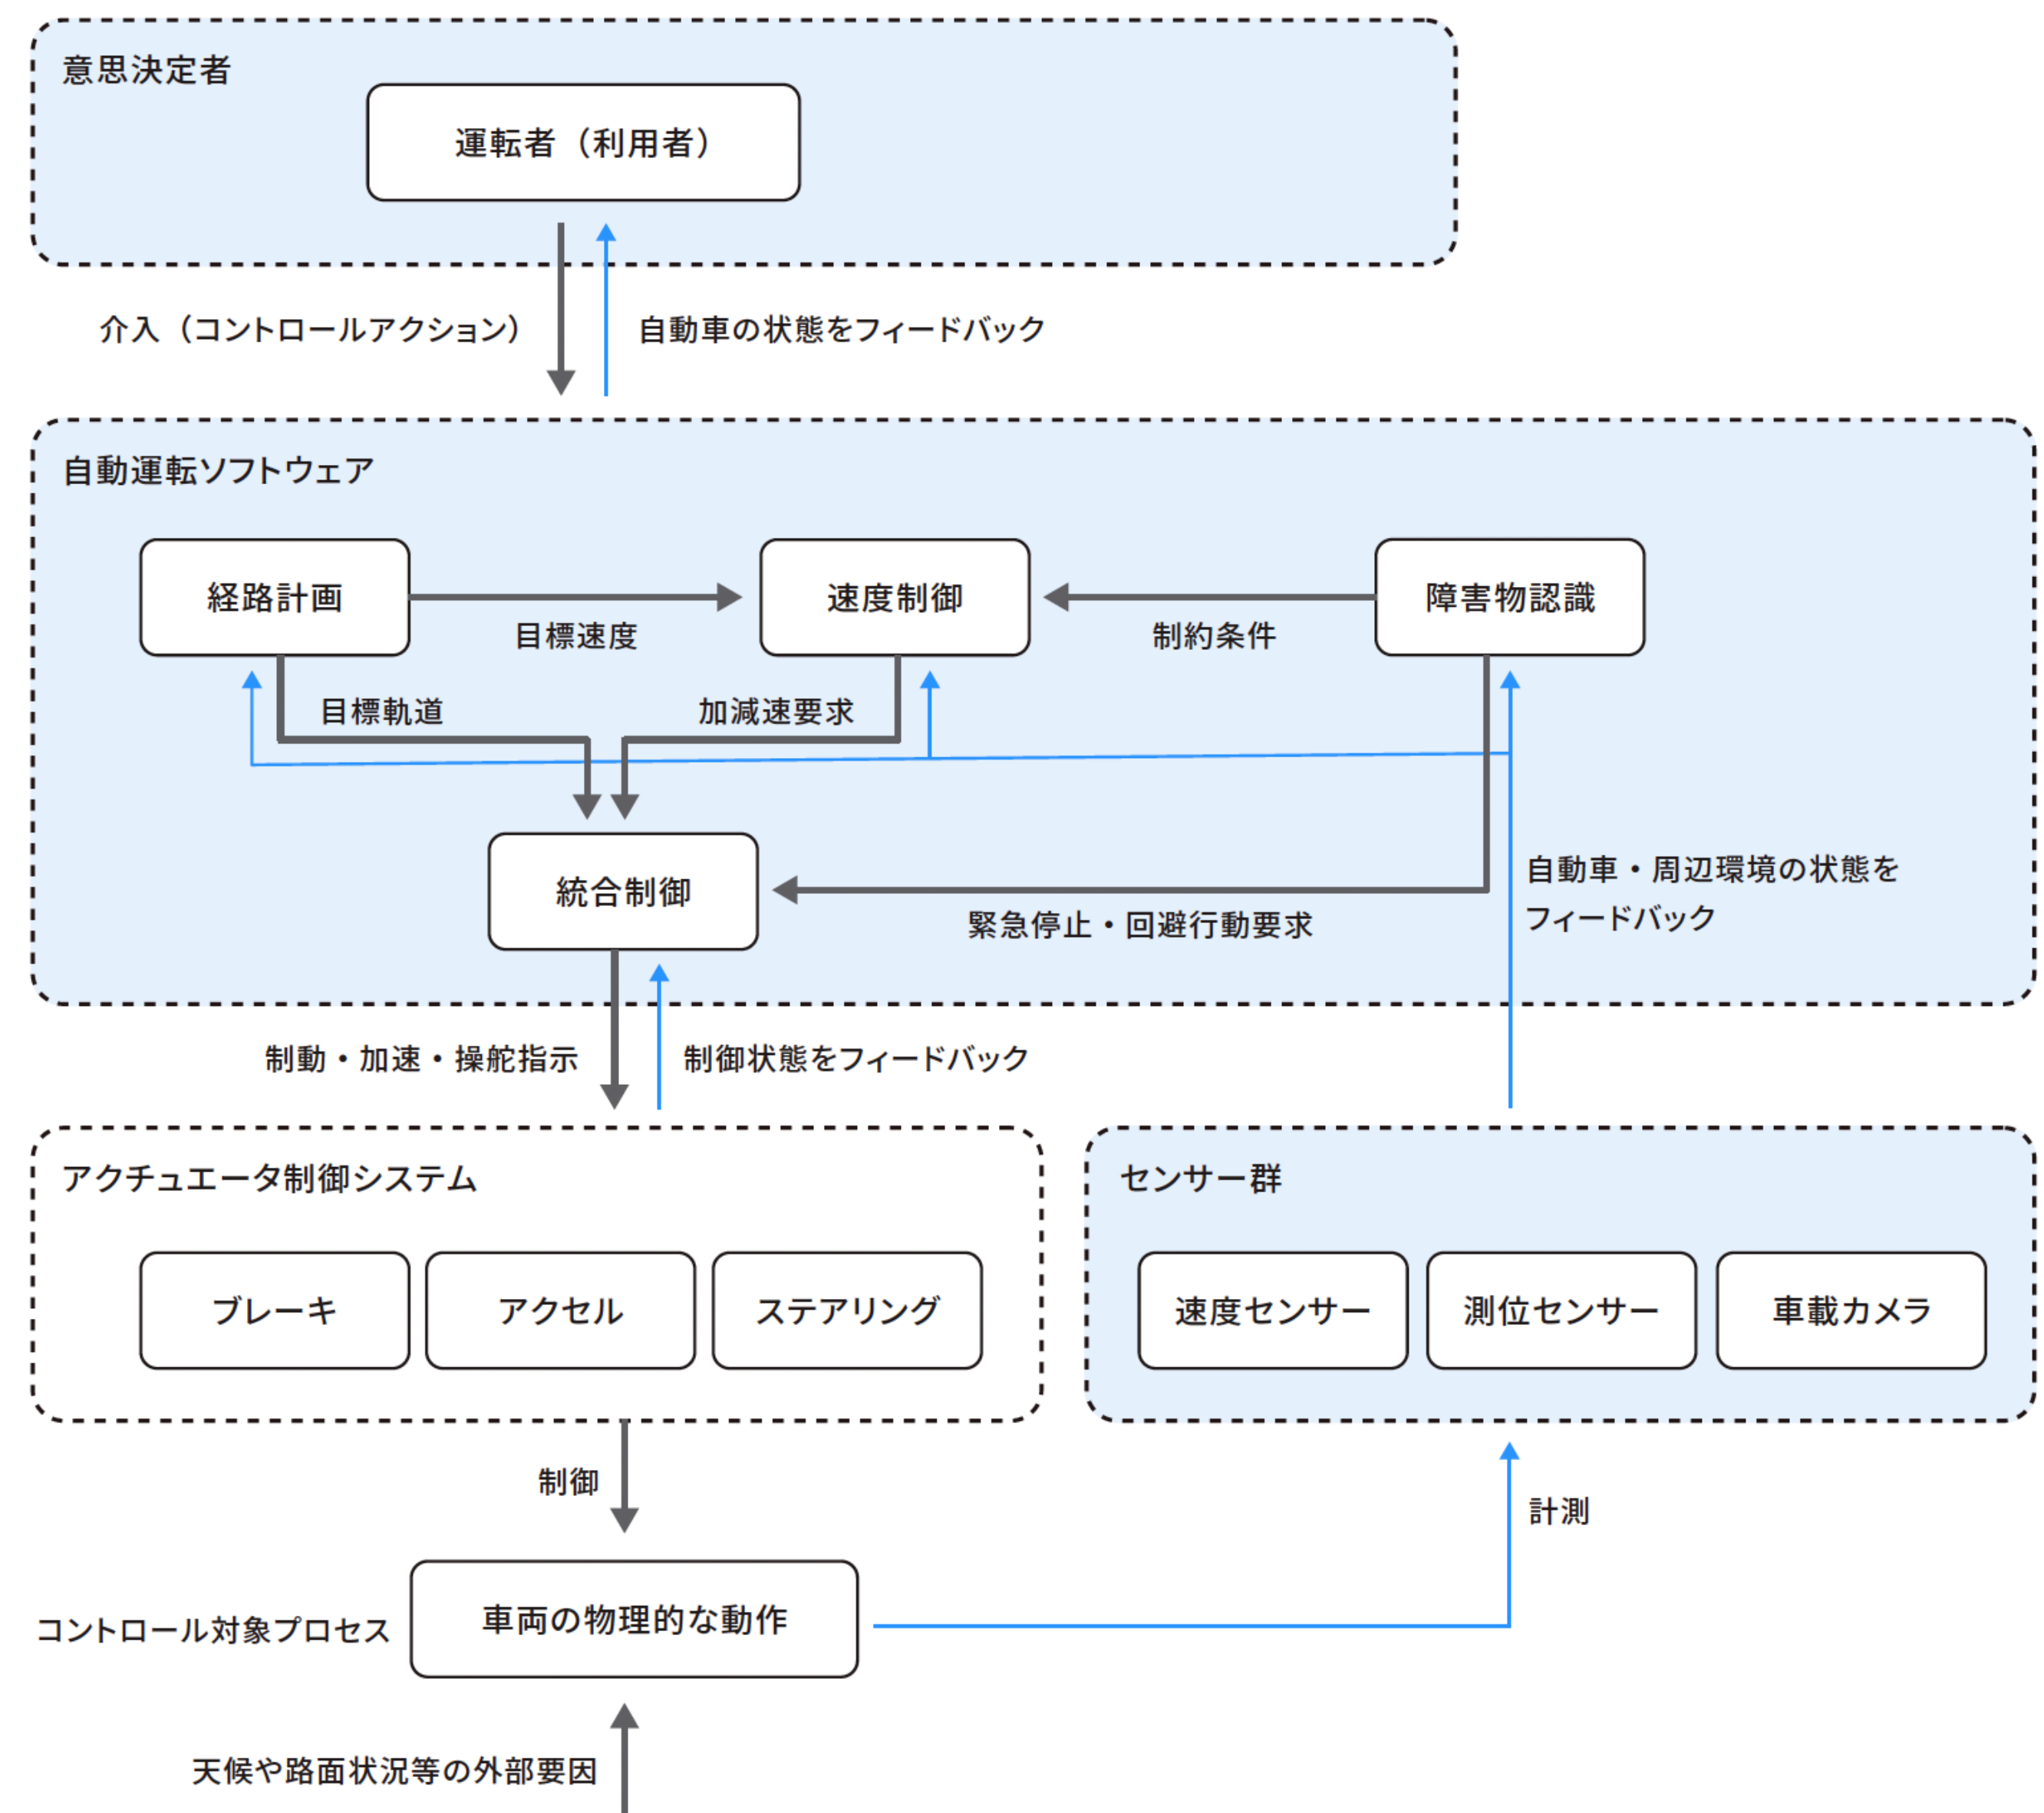 意思決定者
運転者（利用者）
介入（コントロールアクション）
自動車の状態をフィードバック
自動運転ソフトウェア
経路計画
速度制御
障害物認識
目標速度
制約条件
目標軌道
加減速要求
統合制御
緊急停止・回避行動要求
自動車・周辺環境の状態を
フィードバック
制動・加速・操舵指示
制御状態をフィードバック
アクチュエータ制御システム
ブレーキ
アクセル
ステアリング
センサー群
速度センサー
測位センサー
車載カメラ
制御
計測
コントロール対象プロセス
車両の物理的な動作
天候や路面状況等の外部要因